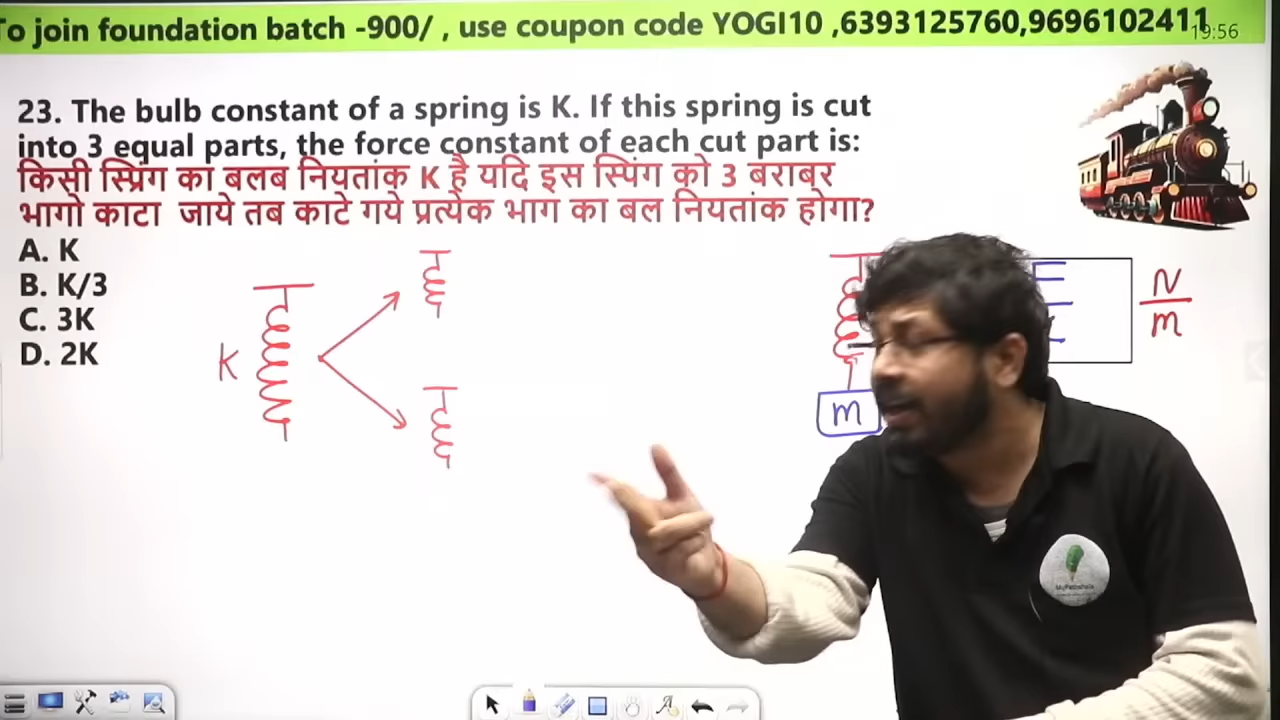 To join foundation batch -900/ , use coupon code YOGI10 ,6393125760,9696102411
19:56
23. The bulb constant of a spring is K. If this spring is cut
into 3 equal parts, the force constant of each cut part is:
किसी स्प्रिंग का बलब नियतांक K है यदि इस स्पिंग को 3 बराबर
भागो काटा जाये तब काटे गये प्रत्येक भाग का बल नियतांक होगा?
A. K
B. K/3
C. 3K
D. 2K
K
N
m
m